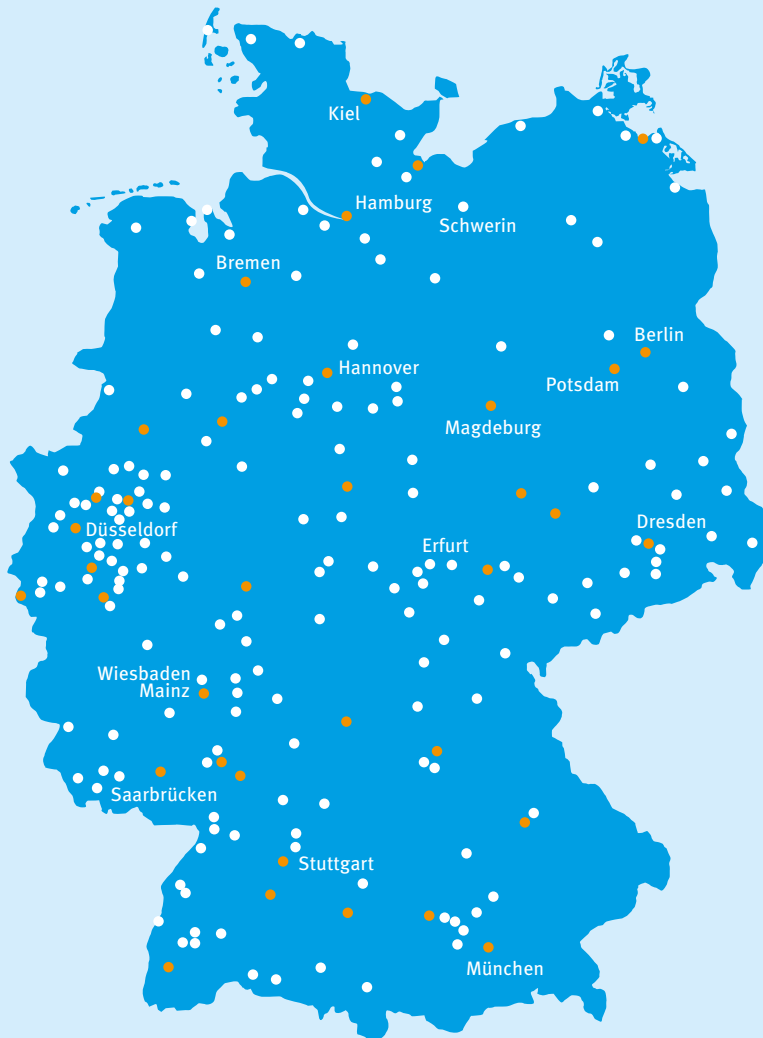 Kiel
Hamburg
Schwerin
Bremen
Berlin
Hannover
Potsdam
Magdeburg
Düsseldorf
Dresden
Erfurt
Wiesbaden
Mainz
Saarbrücken
Stuttgart
München